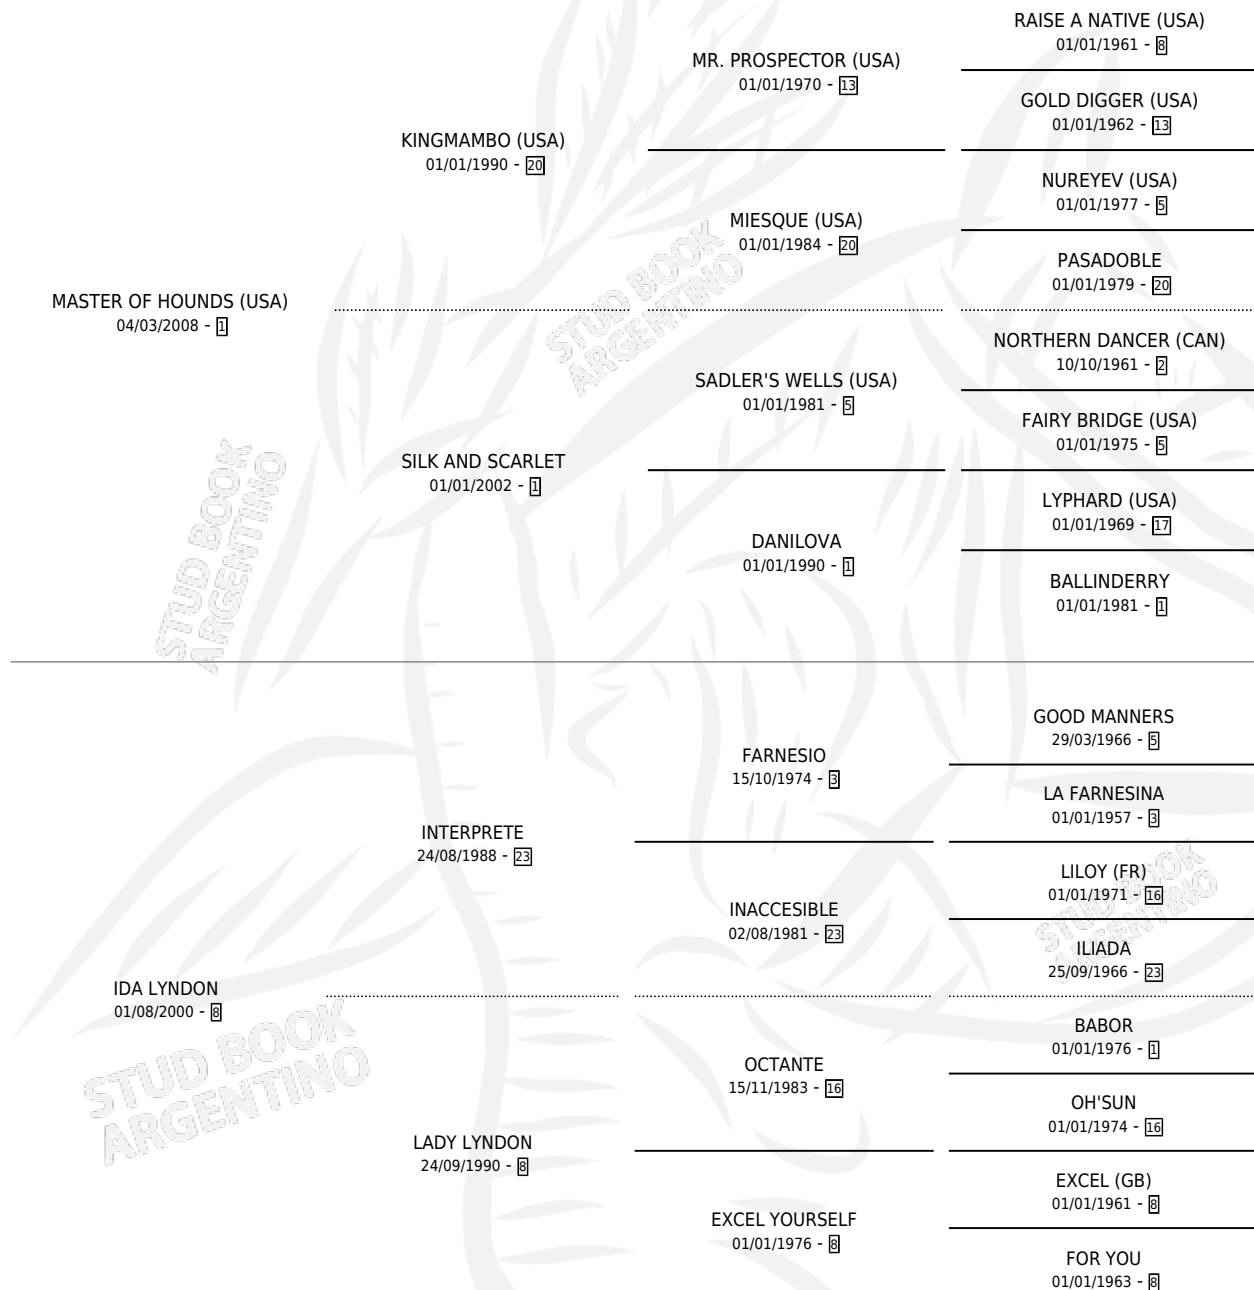 RAISE A NATIVE (USA)
01/01/1961 - 8
MR. PROSPECTOR (USA)
01/01/1970 - 13
GOLD DIGGER (USA)
01/01/1962 - 13
KINGMAMBO (USA)
01/01/1990 - 20
NUREYEV (USA)
01/01/1977 - 5
MIESQUE (USA)
01/01/1984 - 20
PASADOBLE
01/01/1979 - 20
MASTER OF HOUNDS (USA)
04/03/2008 - 1
NORTHERN DANCER (CAN)
10/10/1961 - 2
SADLER'S WELLS (USA)
01/01/1981 - 5
FAIRY BRIDGE (USA)
01/01/1975 - 5
SILK AND SCARLET
01/01/2002 - 1
LYPHARD (USA)
01/01/1969 - 17
DANILOVA
01/01/1990 - 1
BALLINDERRY
01/01/1981 - 1
GOOD MANNERS
29/03/1966 - 5
FARNESIO
15/10/1974 - 3
LA FARNESINA
01/01/1957 - 3
INTERPRETE
24/08/1988 - 23
LILOY (FR)
01/01/1971 - 16
INACCESIBLE
02/08/1981 - 23
ILIADA
25/09/1966 - 23
IDA LYNDON
01/08/2000 - 8
BABOR
01/01/1976 - 1
OCTANTE
15/11/1983 - 16
OH'SUN
01/01/1974 - 16
LADY LYNDON
24/09/1990 - 8
EXCEL (GB)
01/01/1961 - 8
EXCEL YOURSELF
01/01/1976 - 8
FOR YOU
01/01/1963 - 8
STUD BOOK
ARGENTINO
STUD BOOK
ARGENTINO
STUD BOOK
ARGENTINO
STUD BOOK
ARGENTINO